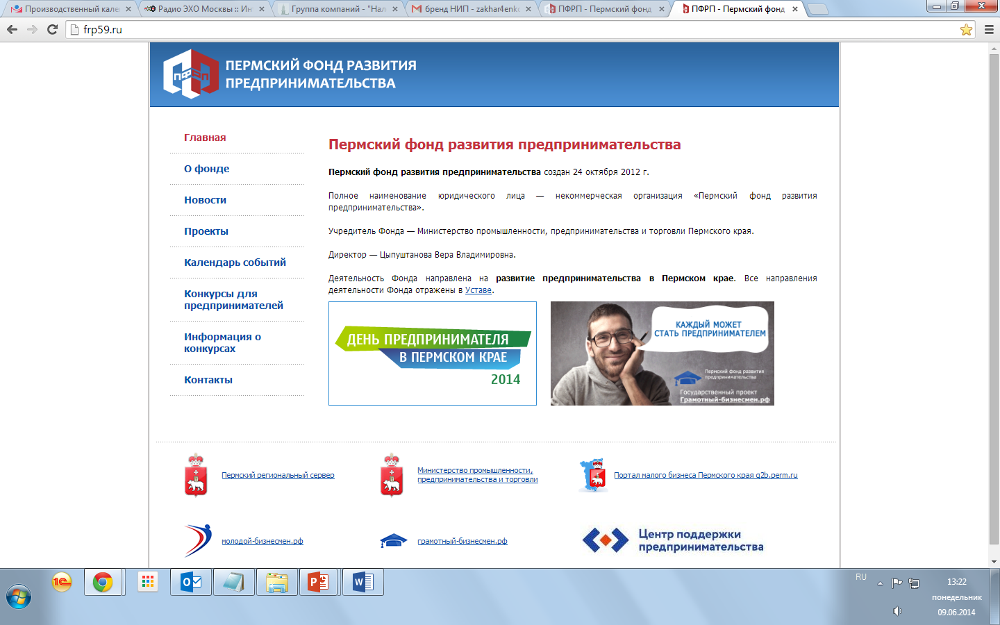 Производственный кале
Радио ЭХО Москвы :: Ин
Группа компаний - "Нал
бренд НИП - zakhar4enko
ПФРП - Пермский фонд
ПФРП - Пермский фонд
frp59.ru
ПФРП
ПЕРМСКИЙ ФОНД РАЗВИТИЯ
ПРЕДПРИНИМАТЕЛЬСТВА
Главная
О фонде
Новости
Проекты
Календарь событий
Конкурсы для
предпринимателей
Информация о
конкурсах
Контакты
Пермский фонд развития предпринимательства
Пермский фонд развития предпринимательства создан 24 октября 2012 г.
Полное наименование юридического лица — некоммерческая организация «Пермский фонд развития
предпринимательства».
Учредитель Фонда — Министерство промышленности, предпринимательства и торговли Пермского края.
Директор — Цыпуштанова Вера Владимировна.
Деятельность Фонда направлена на развитие предпринимательства в Пермском крае. Все направления
деятельности Фонда отражены в Уставе.
ДЕНЬ ПРЕДПРИНИМАТЕЛЯ
В ПЕРМСКОМ КРАЕ
2014
КАЖДЫЙ МОЖЕТ
СТАТЬ ПРЕДПРИНИМАТЕЛЕМ
Пермский фонд развития
предпринимательства
Государственный проект
Грамотный-бизнесмен.рф
Пермский региональный сервер
Министерство промышленности,
предпринимательства и торговли
Портал малого бизнеса Пермского края g2b.perm.ru
молодой-бизнесмен.рф
грамотный-бизнесмен.рф
Центр поддержки
предпринимательства
1С
RU
13:22
понедельник
09.06.2014